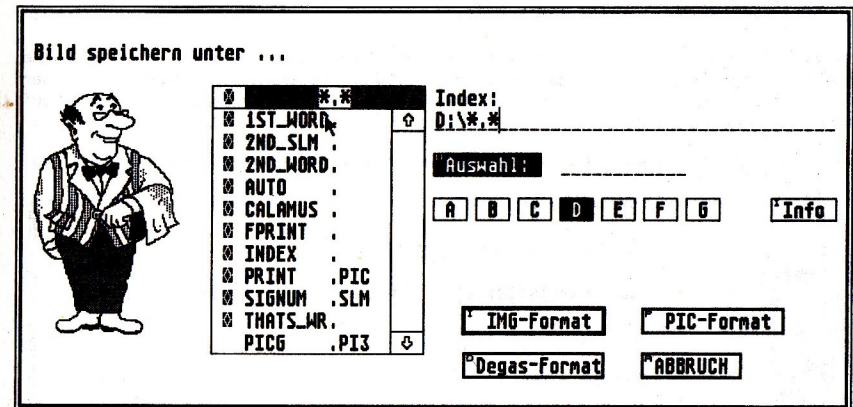 Bild speichern unter ...
*.*
1ST_WORD.
2ND_SLM .
2ND_WORD.
AUTO .
CALAMUS .
FPRINT .
INDEX .
PRINT .PIC
SIGNUM .SLM
THATS_WR.
PICG .PI3
Index:
D:\*.*
Auswahl:
A B C D E F G Info
IMG-Format PIC-Format
Degas-Format ABBRUCH